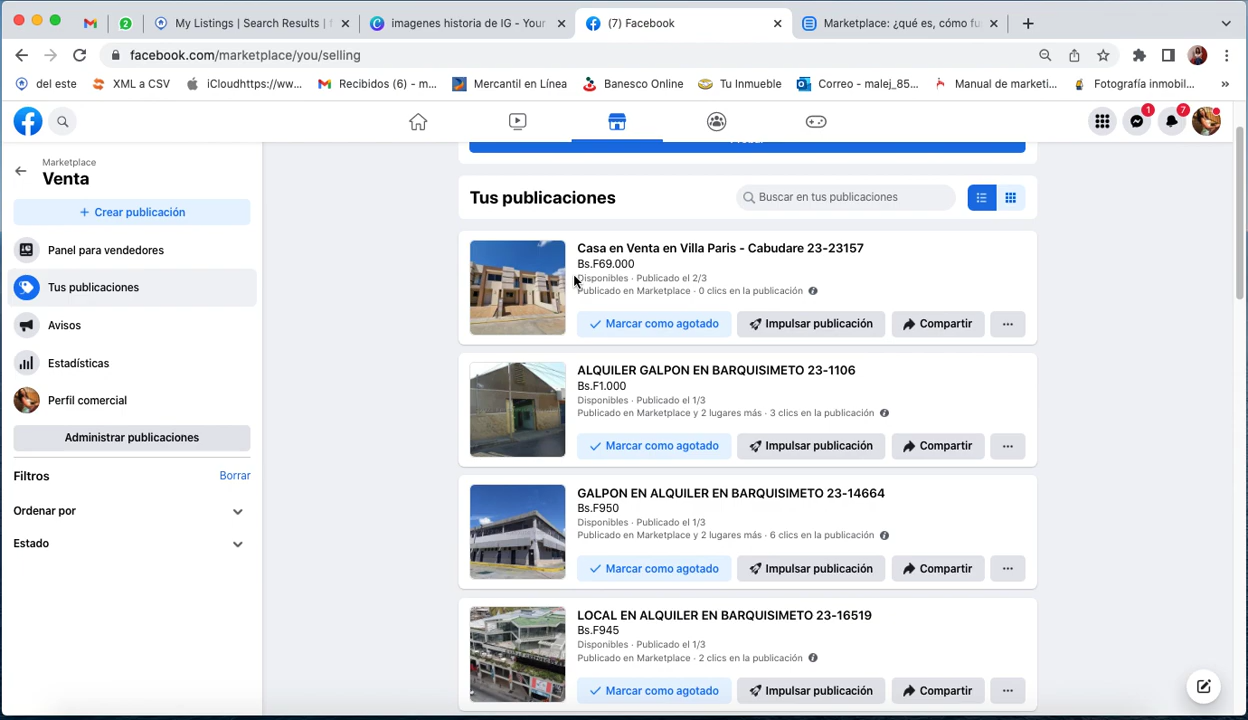 My Listings | Search Results | f
imagenes historia de IG - Your
(7) Facebook
Marketplace: ¿qué es, cómo fu
2
facebook.com/marketplace/you/selling
del este
XML a CSV
iCloudhttps://ww...
Recibidos (6) - m...
Mercantil en Línea
Banesco Online
Tu Inmueble
Correo - malej_85...
Manual de marketi...
Fotografía inmobil...
»
1
7
Marketplace
Venta
+ Crear publicación
Panel para vendedores
Tus publicaciones
Avisos
Estadísticas
Perfil comercial
Administrar publicaciones
Filtros
Borrar
Ordenar por
Estado
Tus publicaciones
Buscar en tus publicaciones
Casa en Venta en Villa Paris - Cabudare 23-23157
Bs.F69.000
Disponibles · Publicado el 2/3
Publicado en Marketplace · 0 clics en la publicación
Marcar como agotado
Impulsar publicación
Compartir
...
ALQUILER GALPON EN BARQUISIMETO 23-1106
Bs.F1.000
Disponibles · Publicado el 1/3
Publicado en Marketplace y 2 lugares más · 3 clics en la publicación
Marcar como agotado
Impulsar publicación
Compartir
...
GALPON EN ALQUILER EN BARQUISIMETO 23-14664
Bs.F950
Disponibles · Publicado el 1/3
Publicado en Marketplace y 2 lugares más · 6 clics en la publicación
Marcar como agotado
Impulsar publicación
Compartir
...
LOCAL EN ALQUILER EN BARQUISIMETO 23-16519
Bs.F945
Disponibles · Publicado el 1/3
Publicado en Marketplace · 2 clics en la publicación
Marcar como agotado
Impulsar publicación
Compartir
...